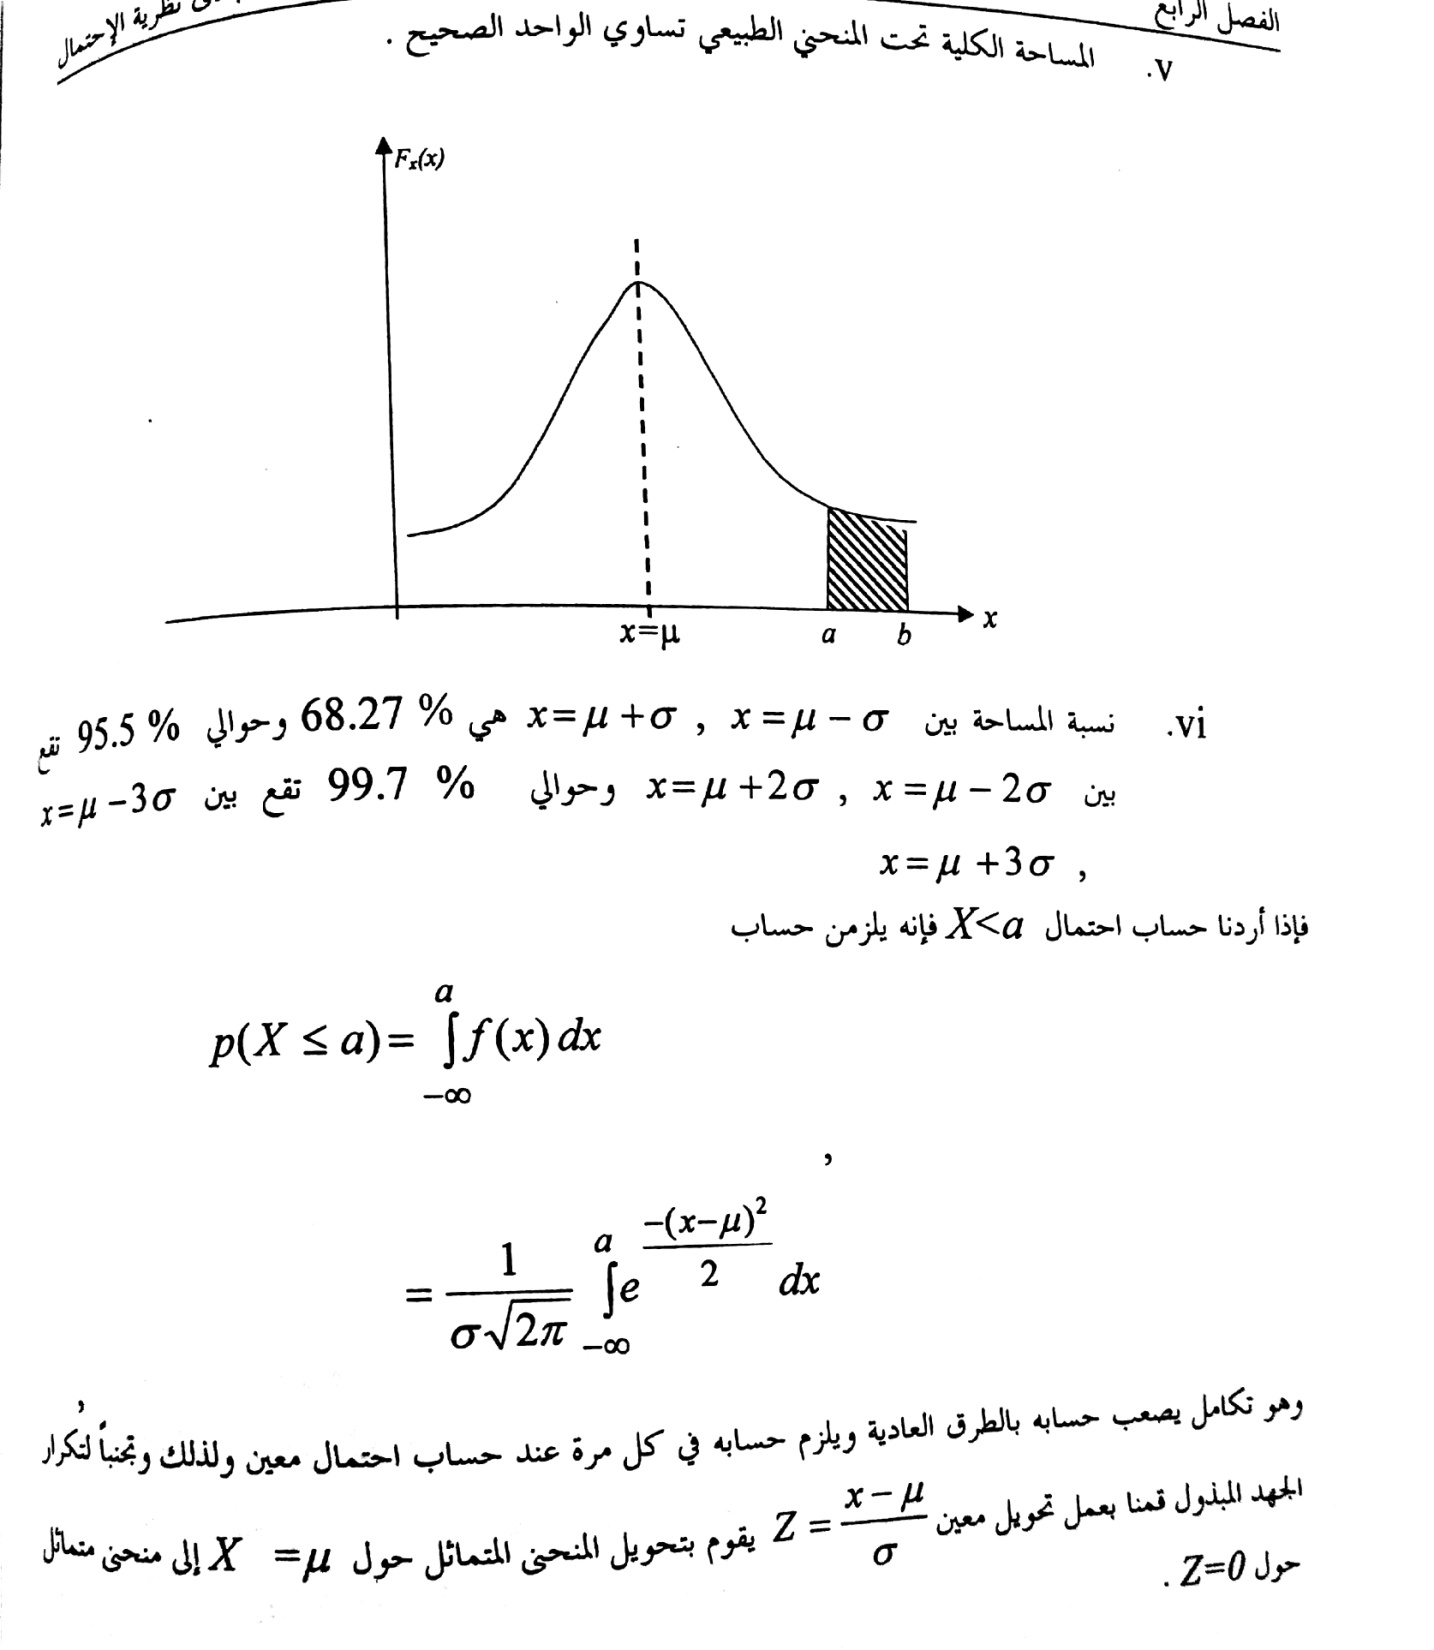 الفصل الرابع
نظرية الإحتمال
v. المساحة الكلية تحت المنحنى الطبيعي تساوي الواحد الصحيح .
Fx(x)
x=μ
a
b
x
vi. نسبة المساحة بين x = μ − σ , x= μ +σ هي 68.27 % وحوالي 95.5 % تقع
بين x = μ − 2σ , x= μ +2σ وحوالي 99.7 % تقع بين x=μ −3σ
, x= μ +3σ
فإذا أردنا حساب احتمال X<a فإنه يلزمن حساب
p(X ≤ a)= ∫_{−∞}^{a} f(x) dx
,
= \frac{1}{σ√2π} ∫_{−∞}^{a} e^{\frac{−(x−μ)²}{2}} dx
وهو تكامل يصعب حسابه بالطرق العادية ويلزم حسابه في كل مرة عند حساب احتمال معين ولذلك وتجنباً لتكرار
الجهد المبذول قمنا بعمل تحويل معين Z = \frac{x − μ}{σ} يقوم بتحويل المنحنى المتماثل حول X =μ إلى منحنى متماثل
حول Z=0 .